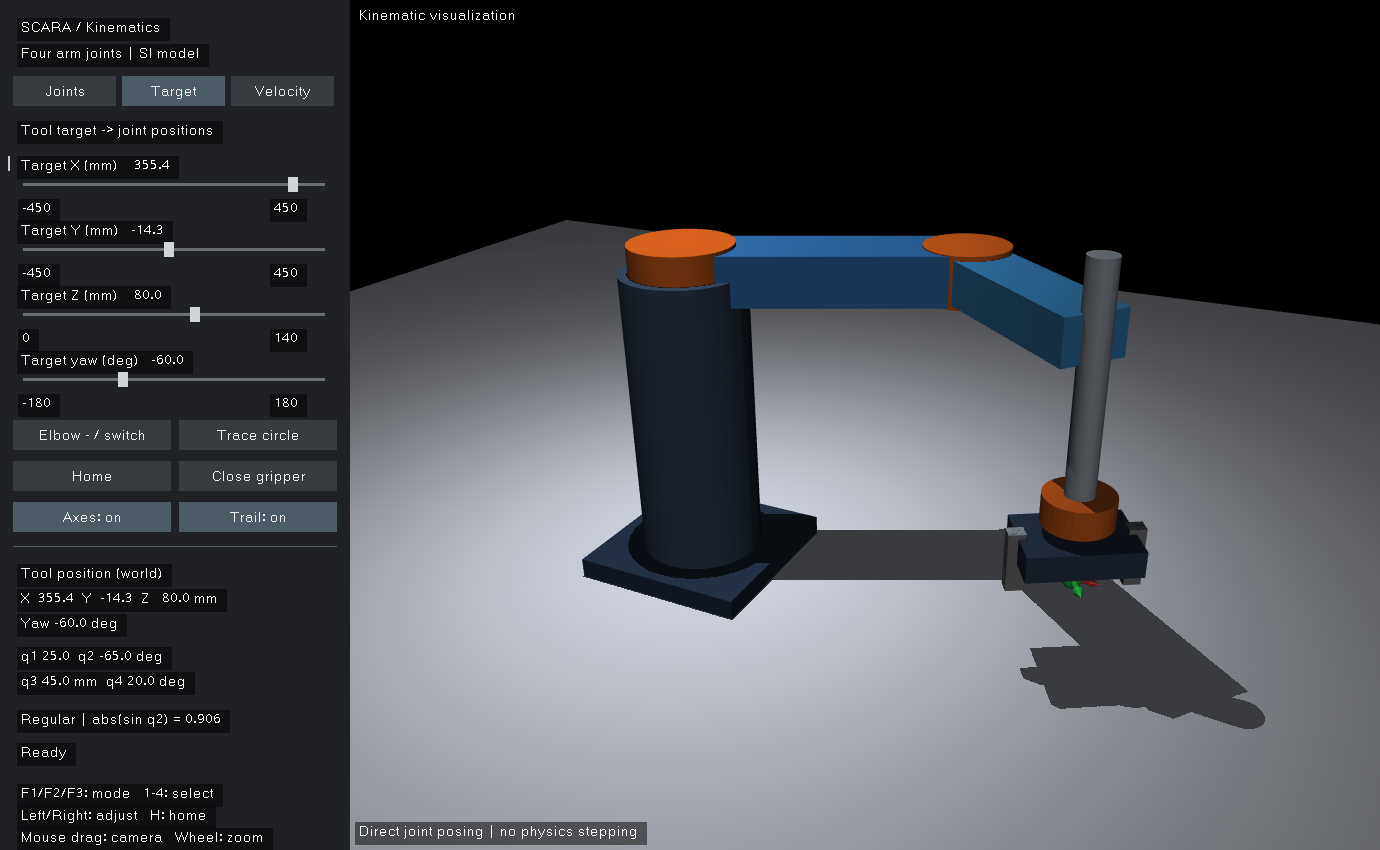 SCARA / Kinematics
Four arm joints | SI model
Joints Target Velocity
Tool target -> joint positions
Target X (mm) 355.4
-450 450
Target Y (mm) -14.3
-450 450
Target Z (mm) 80.0
0 140
Target yaw (deg) -60.0
-180 180
Elbow - / switch Trace circle
Home Close gripper
Axes: on Trail: on
Tool position (world)
X 355.4 Y -14.3 Z 80.0 mm
Yaw -60.0 deg
q1 25.0 q2 -65.0 deg
q3 45.0 mm q4 20.0 deg
Regular | abs(sin q2) = 0.906
Ready
F1/F2/F3: mode 1-4: select
Left/Right: adjust H: home
Mouse drag: camera Wheel: zoom
Kinematic visualization
Direct joint posing | no physics stepping